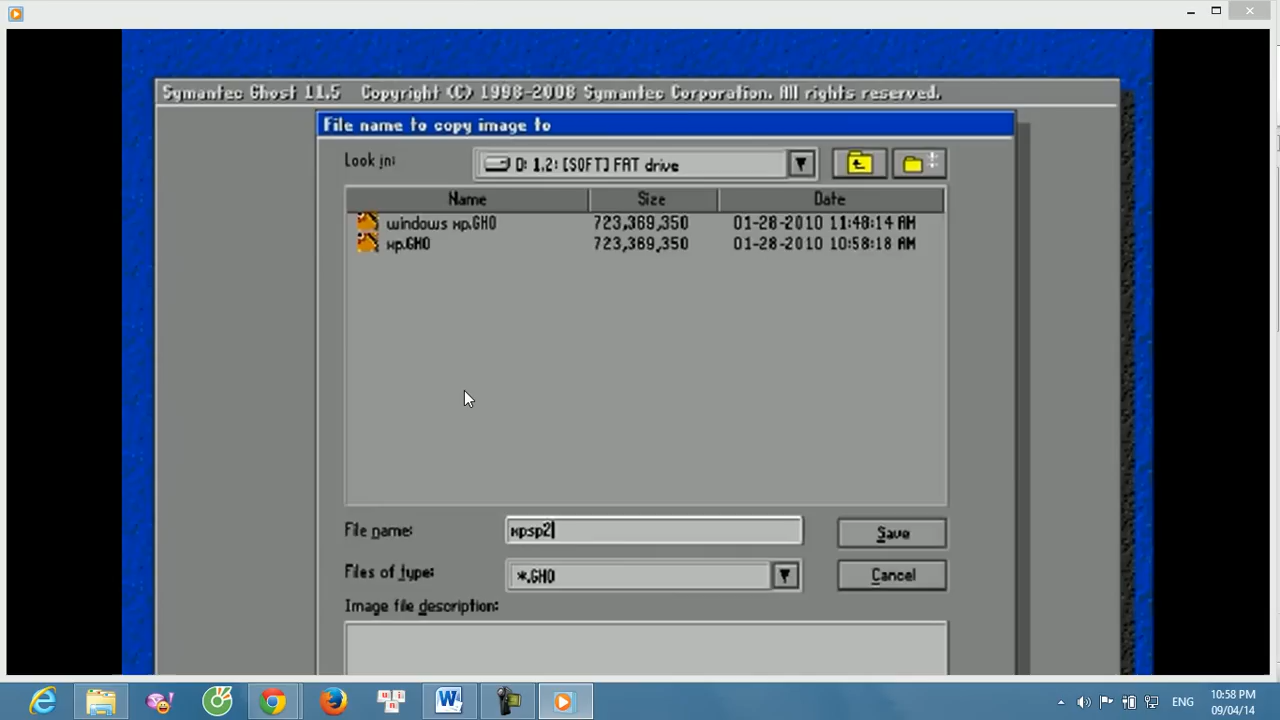 Symantec Ghost 11.5 Copyright (C) 1998-2008 Symantec Corporation. All rights reserved.
File name to copy image to
Look in:
D: 1.2: [SOFT] FAT drive
Name Size Date
windows xp.GHO 723,369,350 01-28-2010 11:48:14 AM
xp.GHO 723,369,350 01-28-2010 10:58:18 AM
File name: xpsp2 Save
Files of type: *.GHO Cancel
Image file description:
ENG
10:58 PM
09/04/14